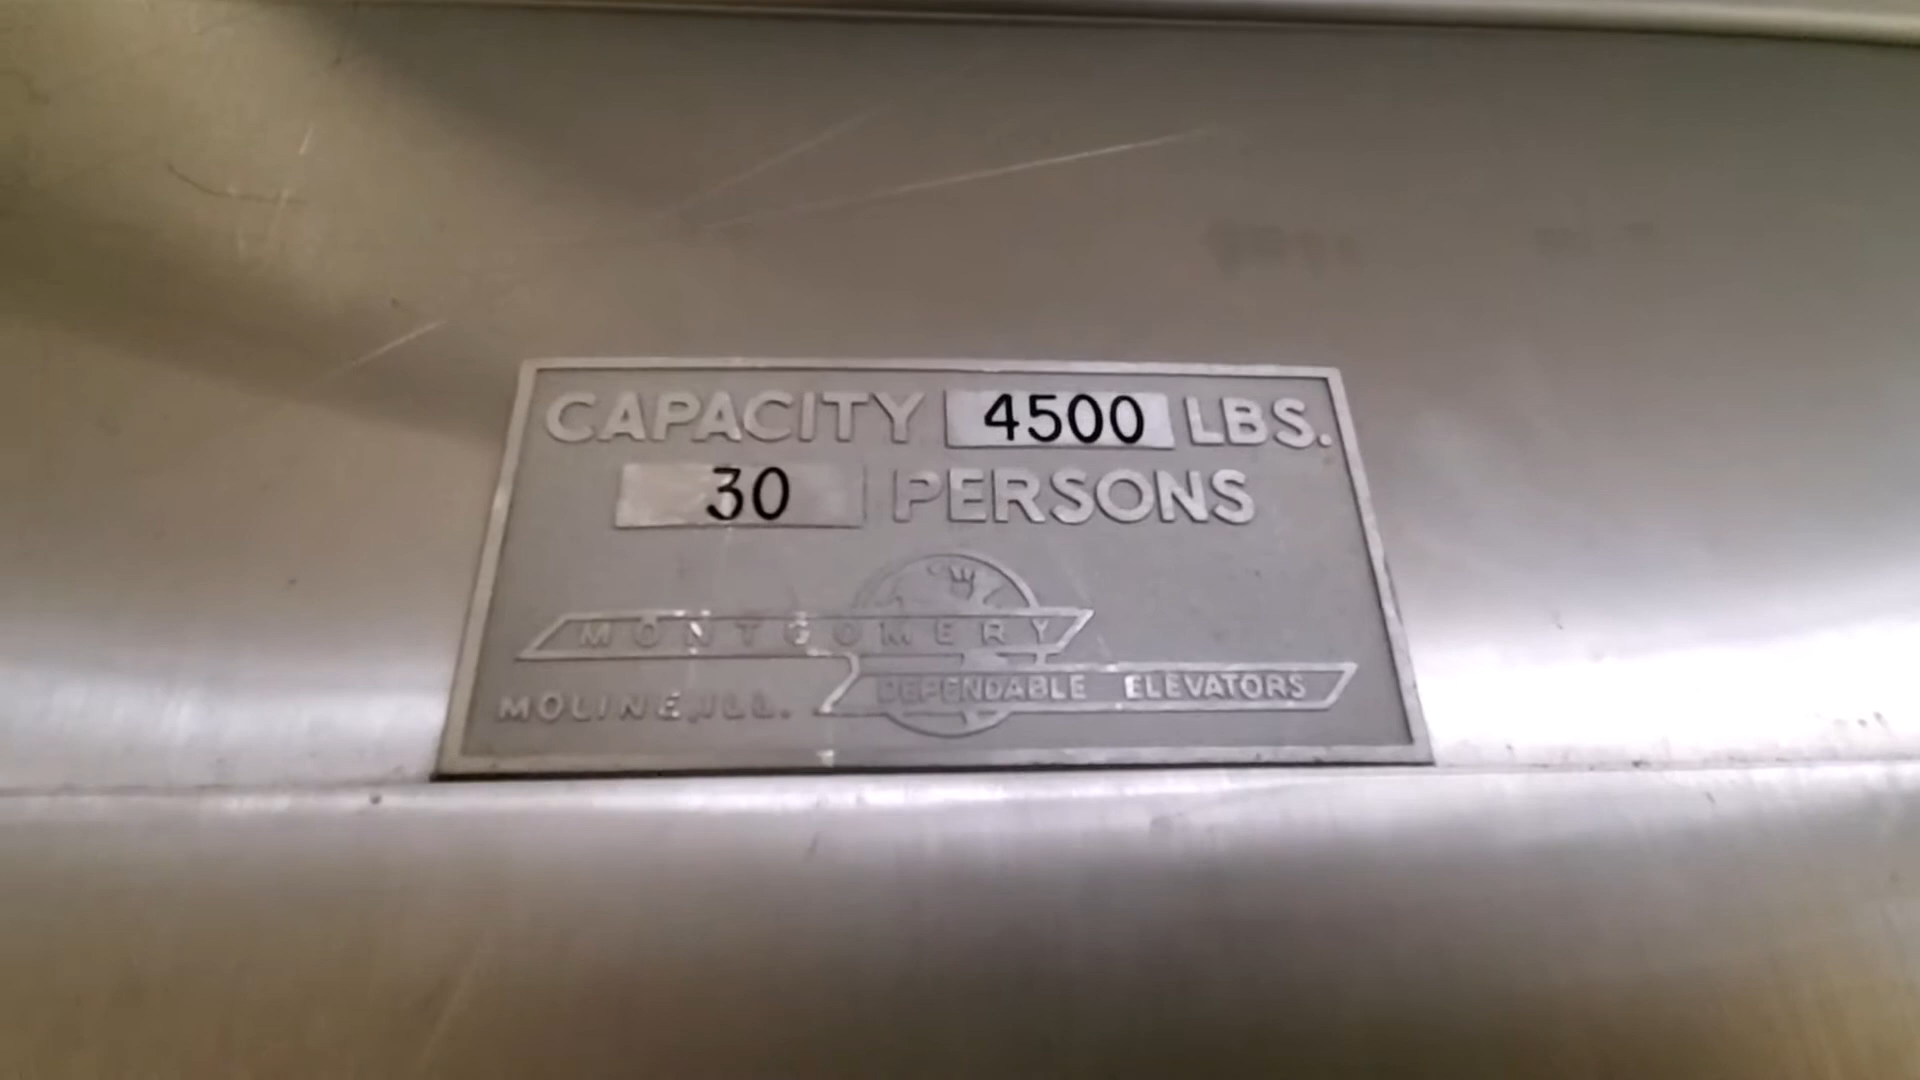 CAPACITY 4500 LBS.
30 PERSONS
MONTGOMERY
MOLINE, ILL. DEPENDABLE ELEVATORS